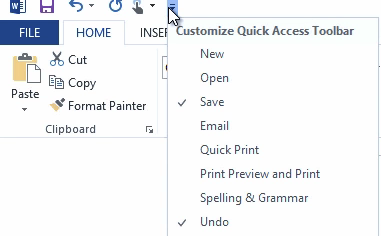 Customize Quick Access Toolbar
FILE
HOME
INSER
Cut
Copy
Format Painter
Paste
Clipboard
New
Open
Save
Email
Quick Print
Print Preview and Print
Spelling & Grammar
Undo